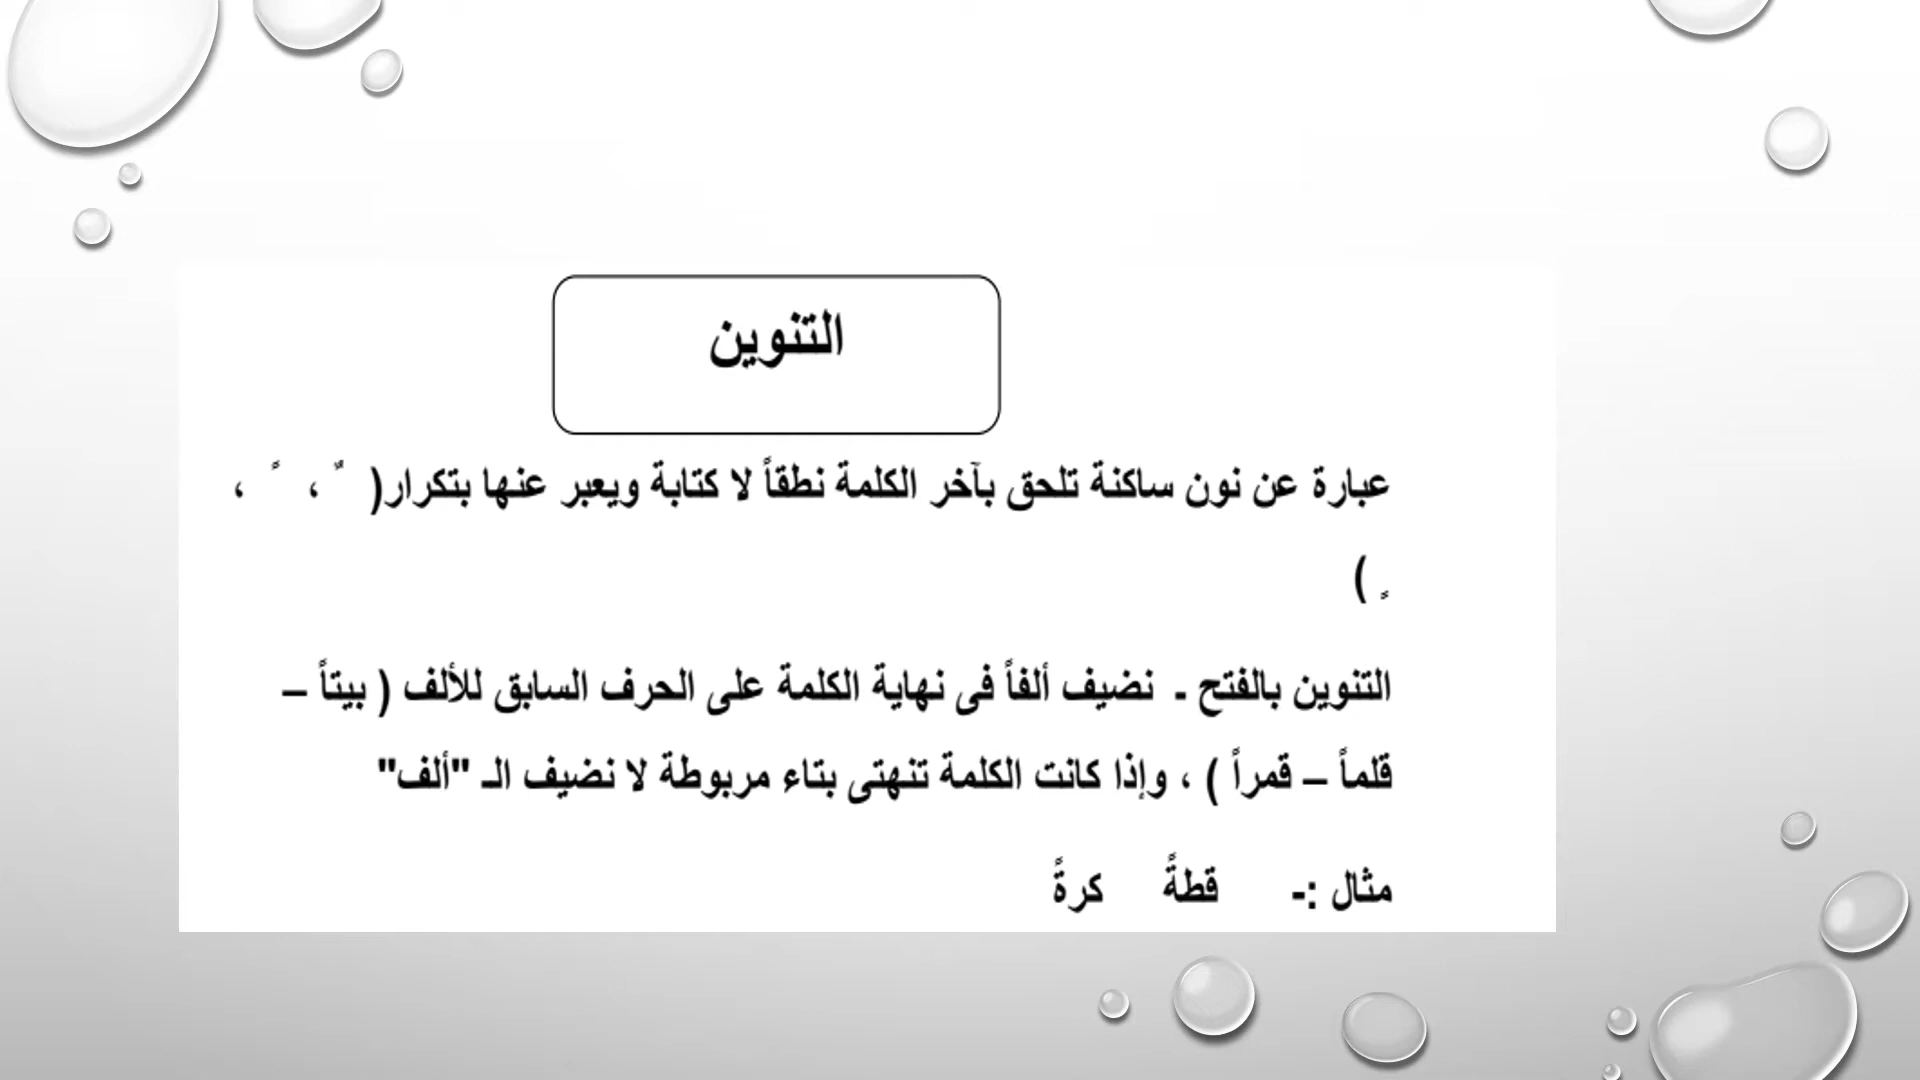 التنوين
عبارة عن نون ساكنة تلحق بآخر الكلمة نطقاً لا كتابة ويعبر عنها بتكرار( ٌ ، ً ،
ٍ )
التنوين بالفتح ـ نضيف ألفاً فى نهاية الكلمة على الحرف السابق للألف ( بيتاً –
قلماً – قمراً ) ، وإذا كانت الكلمة تنهتى بتاء مربوطة لا نضيف الـ "ألف"
مثال :- قطةً كرةً